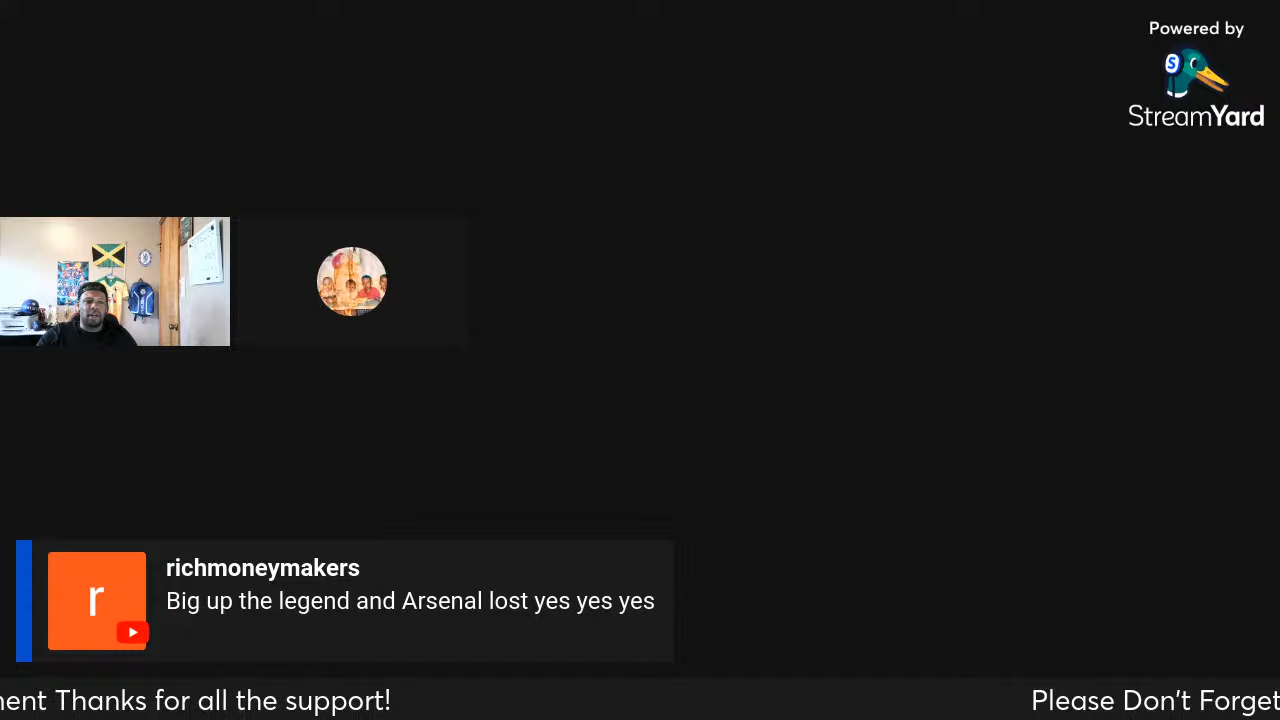 Powered by
S
StreamYard
r
richmoneymakers
Big up the legend and Arsenal lost yes yes yes
nent Thanks for all the support!
Please Don't Forget